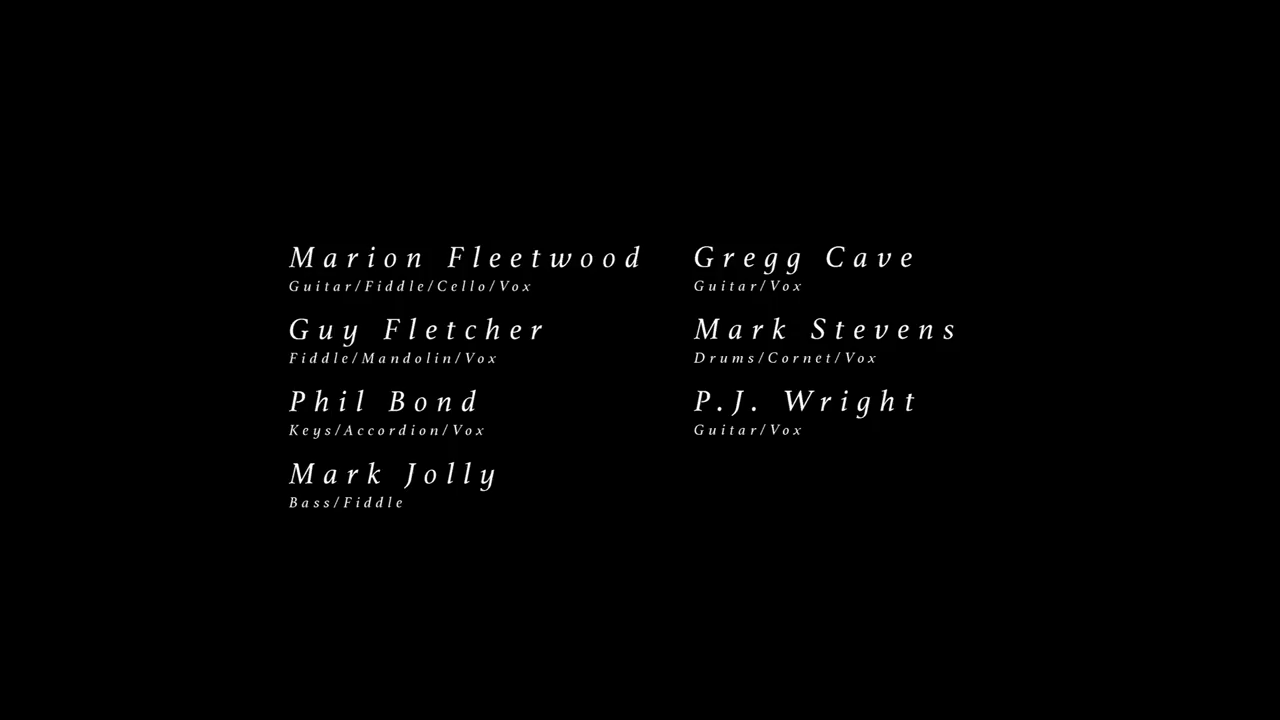 Marion Fleetwood
Guitar/Fiddle/Cello/Vox
Guy Fletcher
Fiddle/Mandolin/Vox
Phil Bond
Keys/Accordion/Vox
Mark Jolly
Bass/Fiddle
Gregg Cave
Guitar/Vox
Mark Stevens
Drums/Cornet/Vox
P.J. Wright
Guitar/Vox